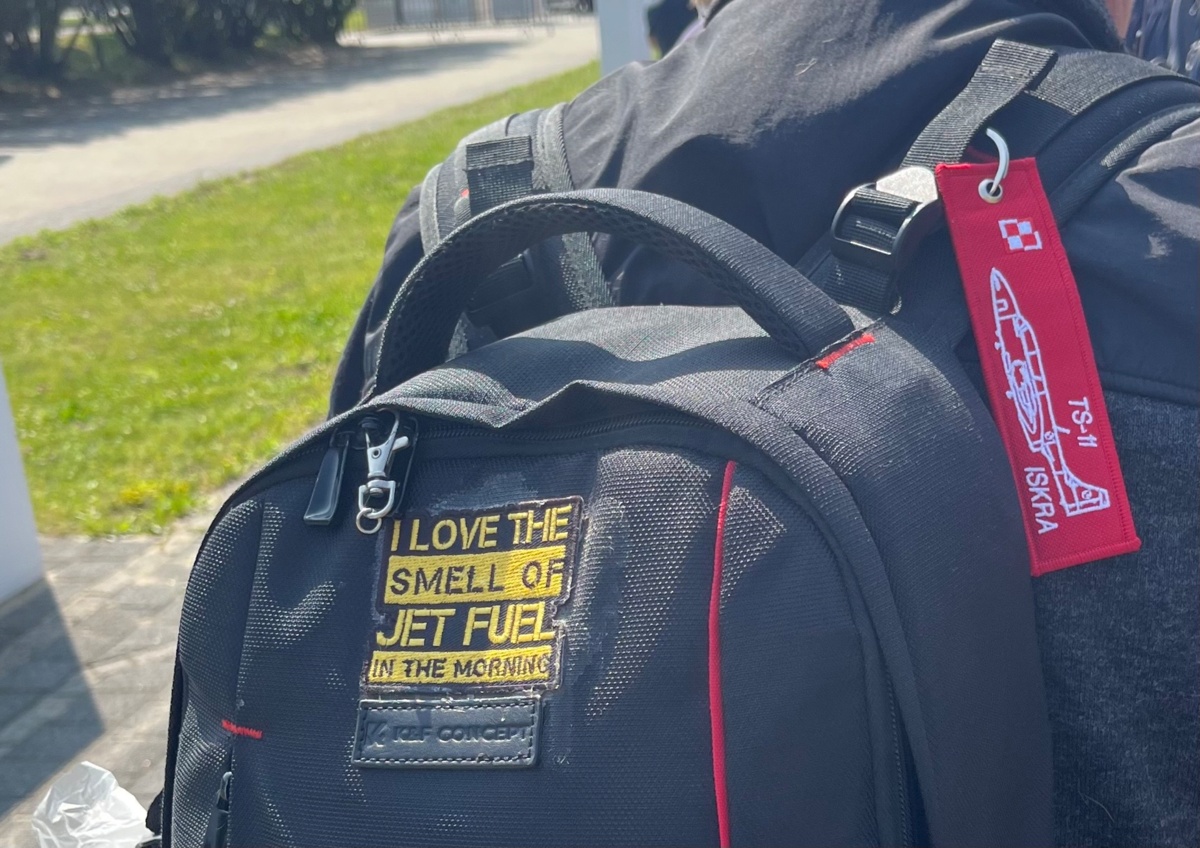 I LOVE THE
SMELL OF
JET FUEL
IN THE MORNING
K&F CONCEPT
TS-11
ISKRA